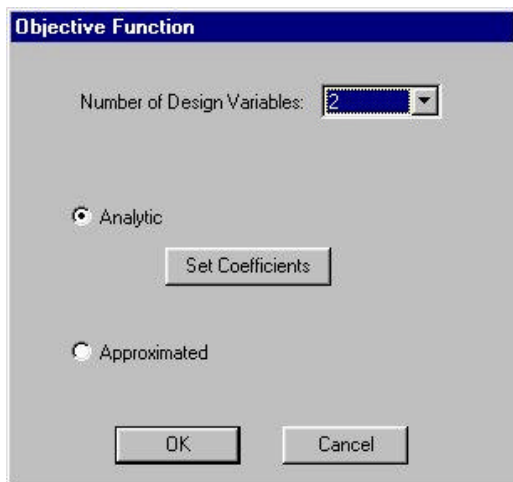 Objective Function
Number of Design Variables: 2
Analytic
Set Coefficients
Approximated
OK Cancel